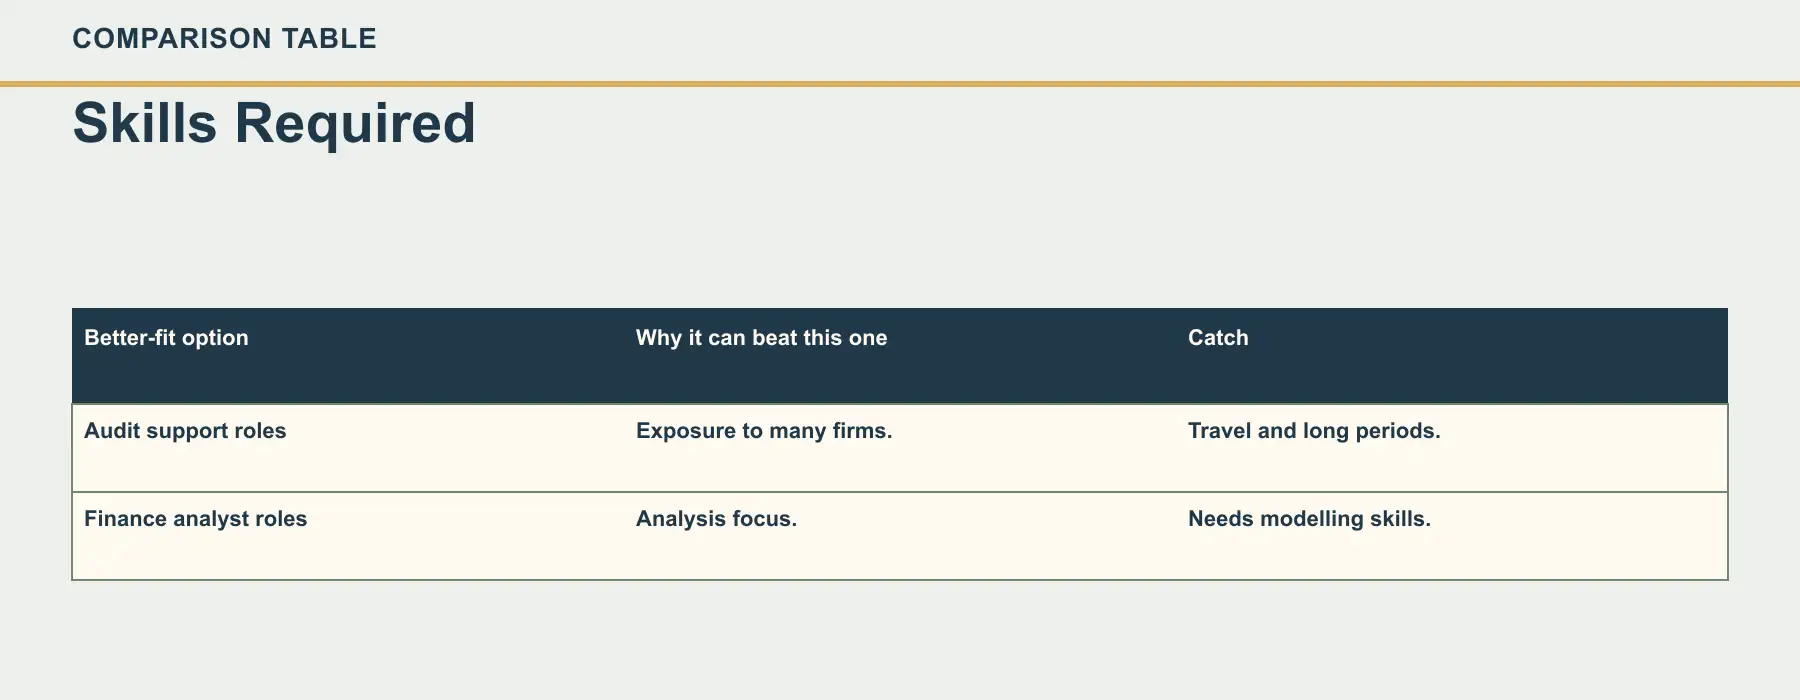 COMPARISON TABLE
Skills Required
Better-fit option Why it can beat this one Catch
Audit support roles Exposure to many firms. Travel and long periods.
Finance analyst roles Analysis focus. Needs modelling skills.